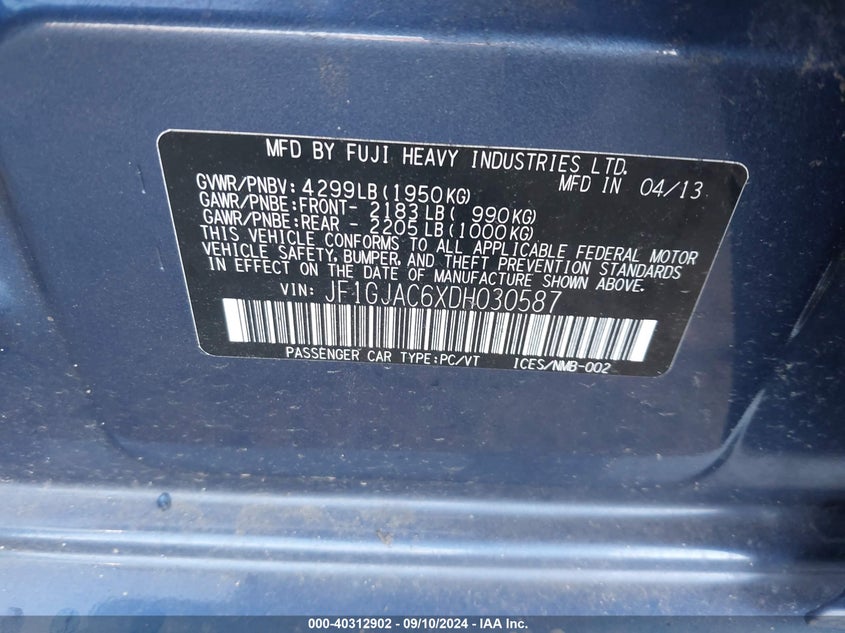 MFD BY FUJI HEAVY INDUSTRIES LTD.
MFD IN 04/13
GVWR/PNBV: 4299LB(1950KG)
GAWR/PNBE:FRONT- 2183LB( 990KG)
GAWR/PNBE:REAR - 2205LB(1000KG)
THIS VEHICLE CONFORMS TO ALL APPLICABLE FEDERAL MOTOR
VEHICLE SAFETY, BUMPER, AND THEFT PREVENTION STANDARDS
IN EFFECT ON THE DATE OF MANUFACTURE SHOWN ABOVE.
VIN: JF1GJAC6XDH030587
PASSENGER CAR TYPE:PC/VT ICES/NMB-002
000-40312902 - 09/10/2024 - IAA Inc.